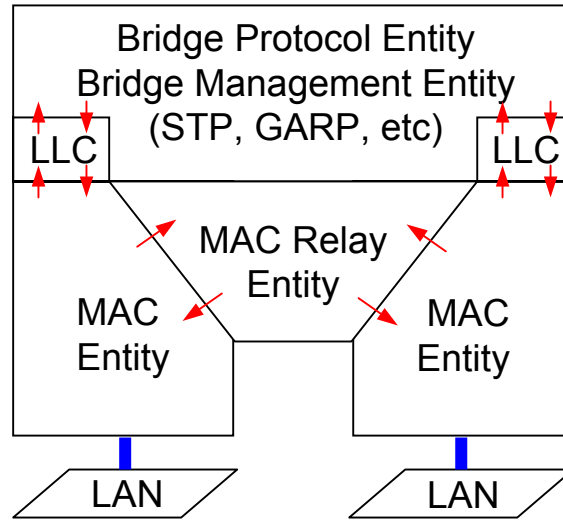 Bridge Protocol Entity
Bridge Management Entity
(STP, GARP, etc)
LLC
LLC
MAC Relay
Entity
MAC
Entity
MAC
Entity
LAN
LAN